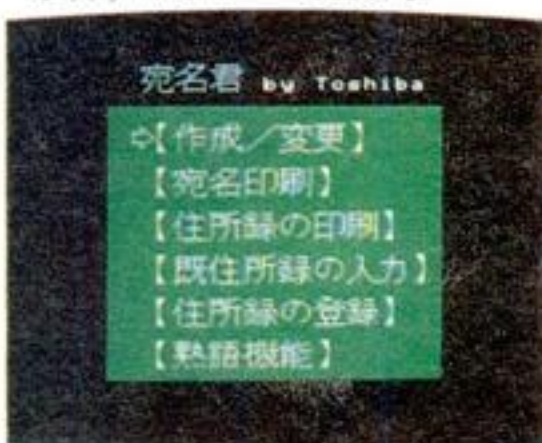 宛名君 by Toshiba
⇨【作成／変更】
【宛名印刷】
【住所録の印刷】
【既住所録の入力】
【住所録の登録】
【熟語機能】